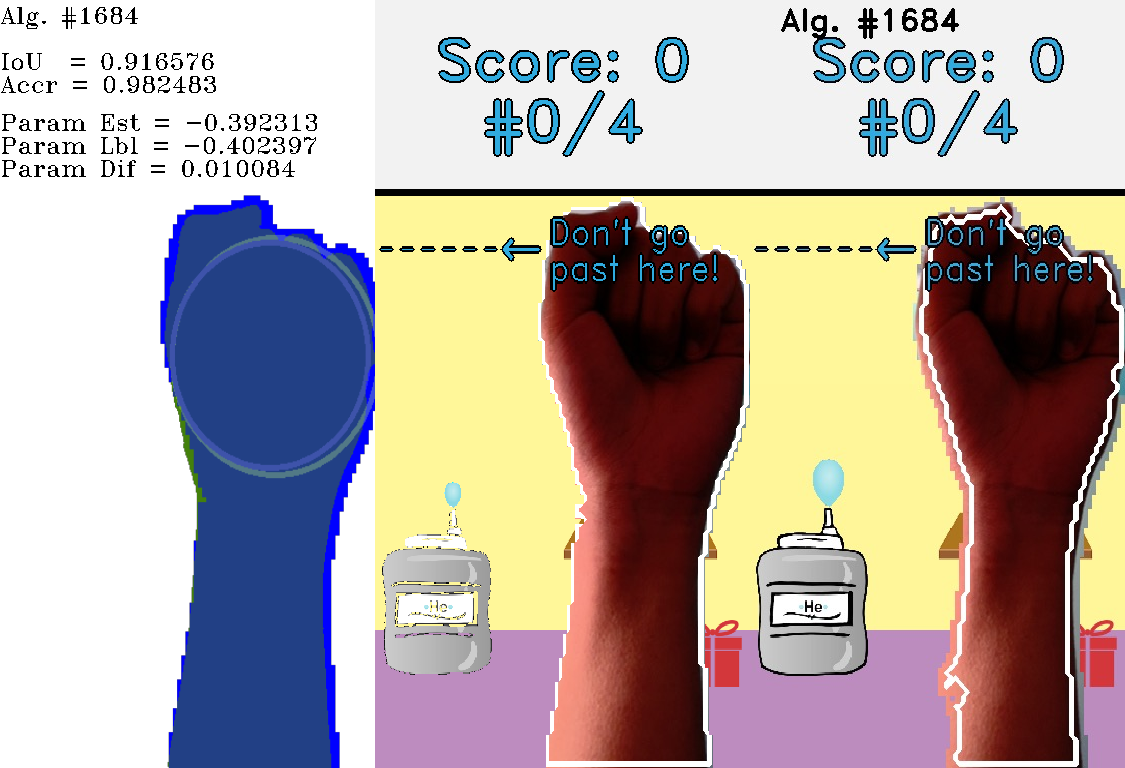 Alg. #1684
IoU = 0.916576
Accr = 0.982483
Param Est = -0.392313
Param Lbl = -0.402397
Param Dif = 0.010084
Score: 0
#0/4
Don't go
past here!
He
Alg. #1684
Score: 0
#0/4
Don't go
past here!
He